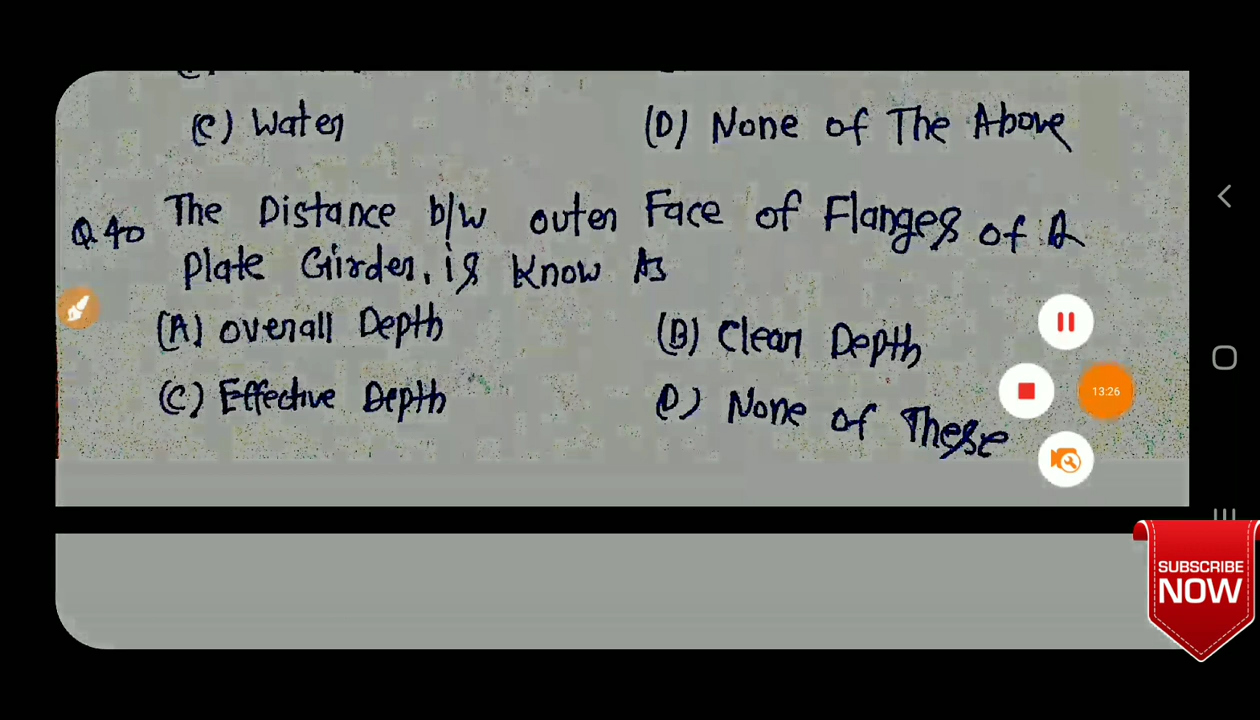 (C) Water
(D) None of The Above
Q.40 The Distance b/w outer Face of Flanges of A
Plate Girder, is Know As
(A) overall Depth
(B) Clear Depth
(C) Effective Depth
(D) None of These
13:26
SUBSCRIBE
NOW